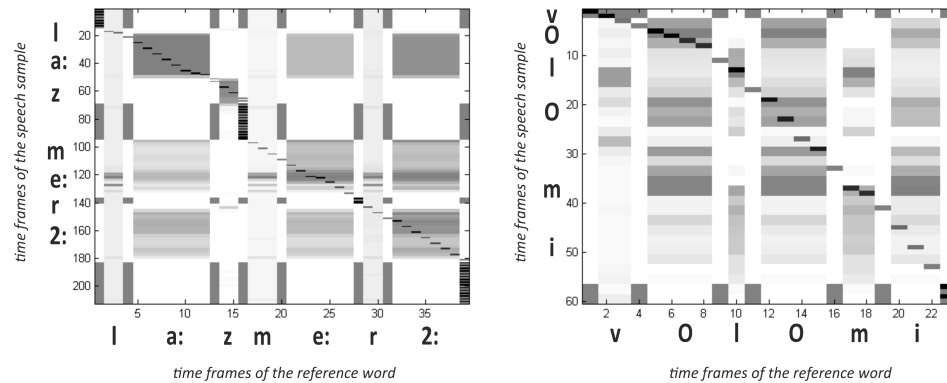 time frames of the speech sample
l
a:
z
m
e:
r
2:
20
40
60
80
100
120
140
160
180
200
5 10 15 20 25 30 35
l a: z m e: r 2:
time frames of the reference word
time frames of the speech sample
v
O
l
O
m
i
10
20
30
40
50
60
2 4 6 8 10 12 14 16 18 20 22
v O l O m i
time frames of the reference word